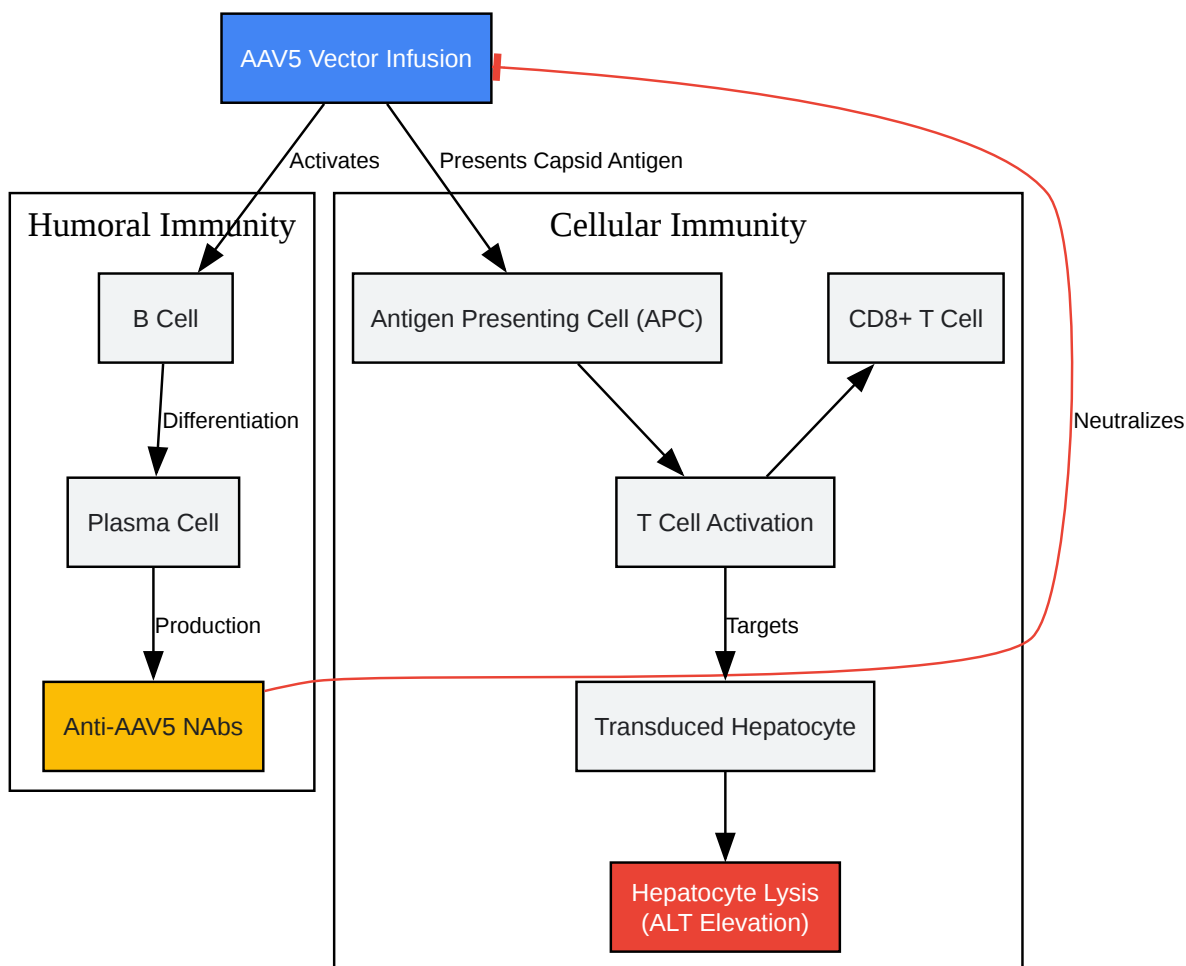 AAV5 Vector Infusion
Activates
Presents Capsid Antigen
Humoral Immunity
Cellular Immunity
B Cell
Antigen Presenting Cell (APC)
CD8+ T Cell
Differentiation
Neutralizes
Plasma Cell
T Cell Activation
Production
Targets
Anti-AAV5 NAbs
Transduced Hepatocyte
Hepatocyte Lysis
(ALT Elevation)